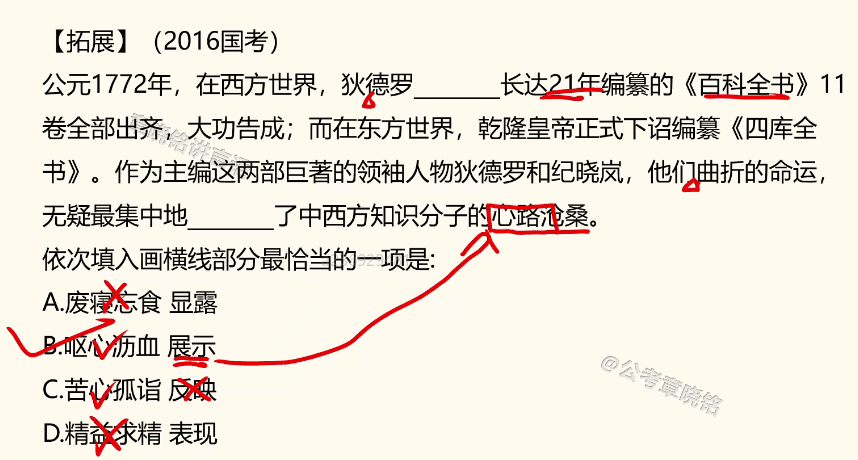 【拓展】（2016国考）
公元1772年，在西方世界，狄德罗________长达21年编纂的《百科全书》11
卷全部出齐，大功告成；而在东方世界，乾隆皇帝正式下诏编纂《四库全
书》。作为主编这两部巨著的领袖人物狄德罗和纪晓岚，他们曲折的命运，
无疑最集中地________了中西方知识分子的心路沧桑。
依次填入画横线部分最恰当的一项是:
A.废寝忘食 显露
B.呕心沥血 展示
C.苦心孤诣 反映
D.精益求精 表现
@公考章晓铭